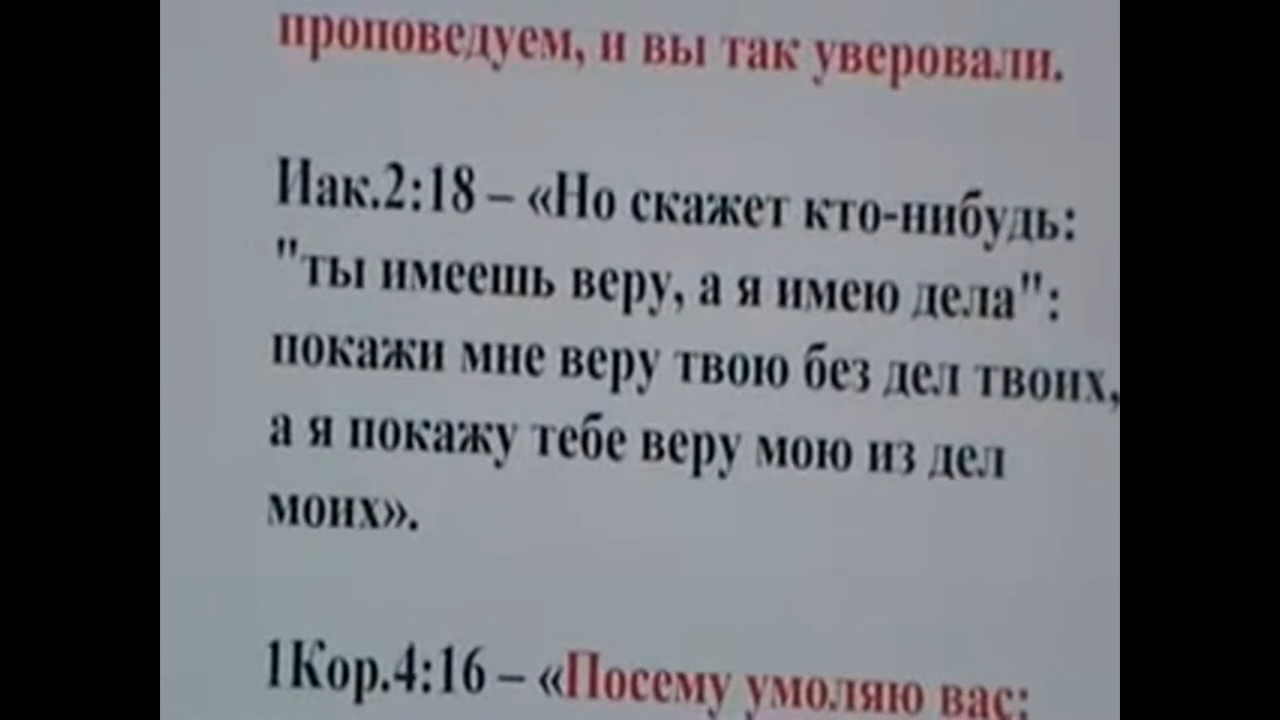 проповедуем, и вы так уверовали.
Иак.2:18 – «Но скажет кто-нибудь:
"ты имеешь веру, а я имею дела":
покажи мне веру твою без дел твоих,
а я покажу тебе веру мою из дел
моих».
1Кор.4:16 – «Посему умоляю вас: